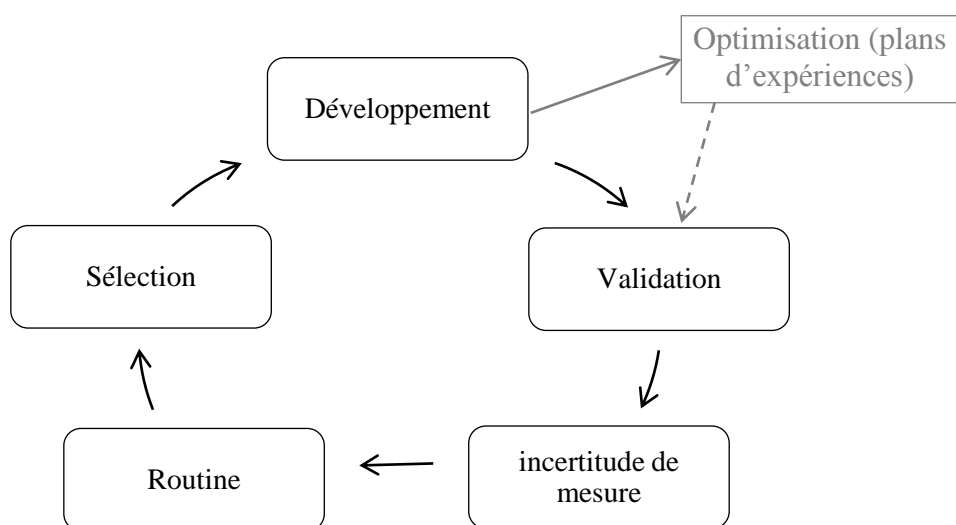 Optimisation (plans
d’expériences)
Développement
Sélection
Validation
Routine
incertitude de
mesure